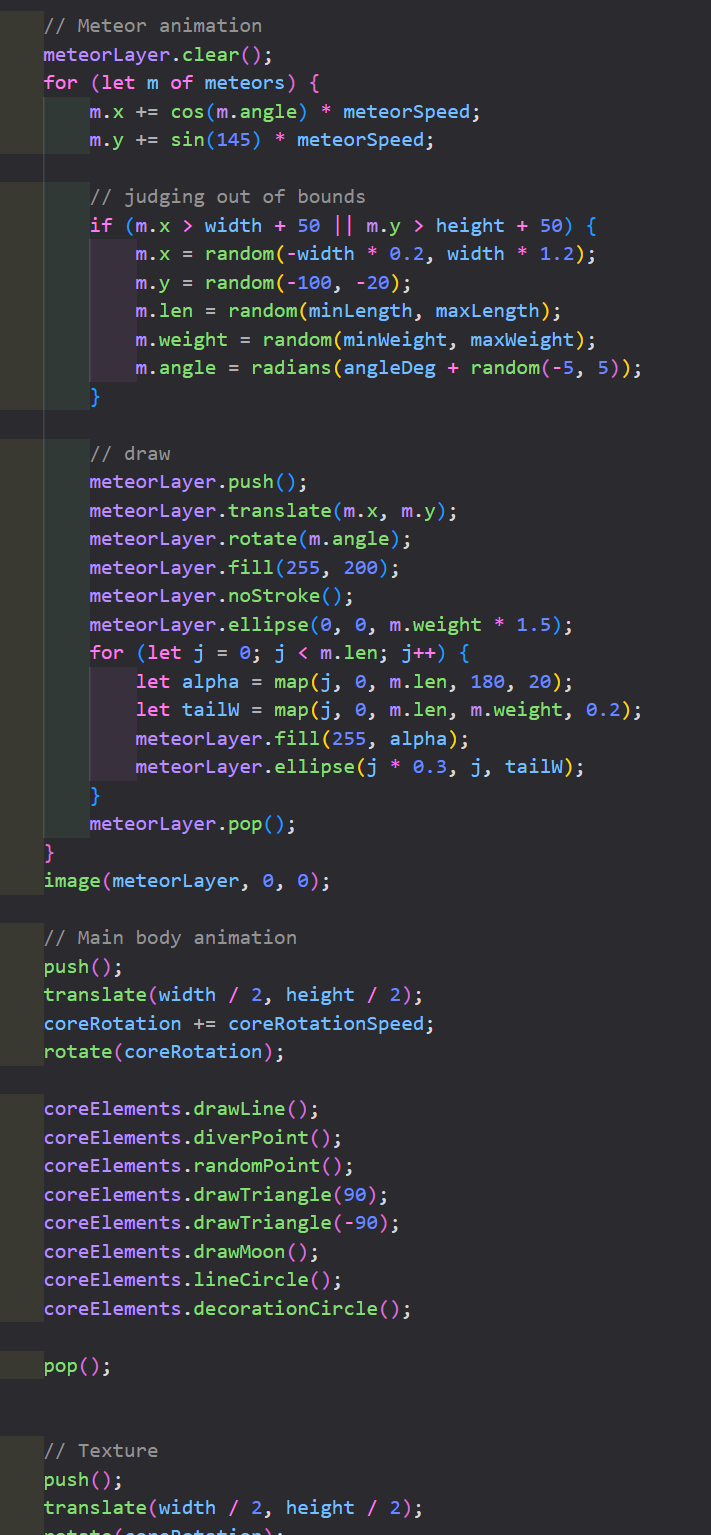 // Meteor animation
meteorLayer.clear();
for (let m of meteors) {
m.x += cos(m.angle) * meteorSpeed;
m.y += sin(145) * meteorSpeed;
// judging out of bounds
if (m.x > width + 50 || m.y > height + 50) {
m.x = random(-width * 0.2, width * 1.2);
m.y = random(-100, -20);
m.len = random(minLength, maxLength);
m.weight = random(minWeight, maxWeight);
m.angle = radians(angleDeg + random(-5, 5));
}
// draw
meteorLayer.push();
meteorLayer.translate(m.x, m.y);
meteorLayer.rotate(m.angle);
meteorLayer.fill(255, 200);
meteorLayer.noStroke();
meteorLayer.ellipse(0, 0, m.weight * 1.5);
for (let j = 0; j < m.len; j++) {
let alpha = map(j, 0, m.len, 180, 20);
let tailW = map(j, 0, m.len, m.weight, 0.2);
meteorLayer.fill(255, alpha);
meteorLayer.ellipse(j * 0.3, j, tailW);
}
meteorLayer.pop();
}
image(meteorLayer, 0, 0);
// Main body animation
push();
translate(width / 2, height / 2);
coreRotation += coreRotationSpeed;
rotate(coreRotation);
coreElements.drawLine();
coreElements.diverPoint();
coreElements.randomPoint();
coreElements.drawTriangle(90);
coreElements.drawTriangle(-90);
coreElements.drawMoon();
coreElements.lineCircle();
coreElements.decorationCircle();
pop();
// Texture
push();
translate(width / 2, height / 2);
rotate(coreRotation);